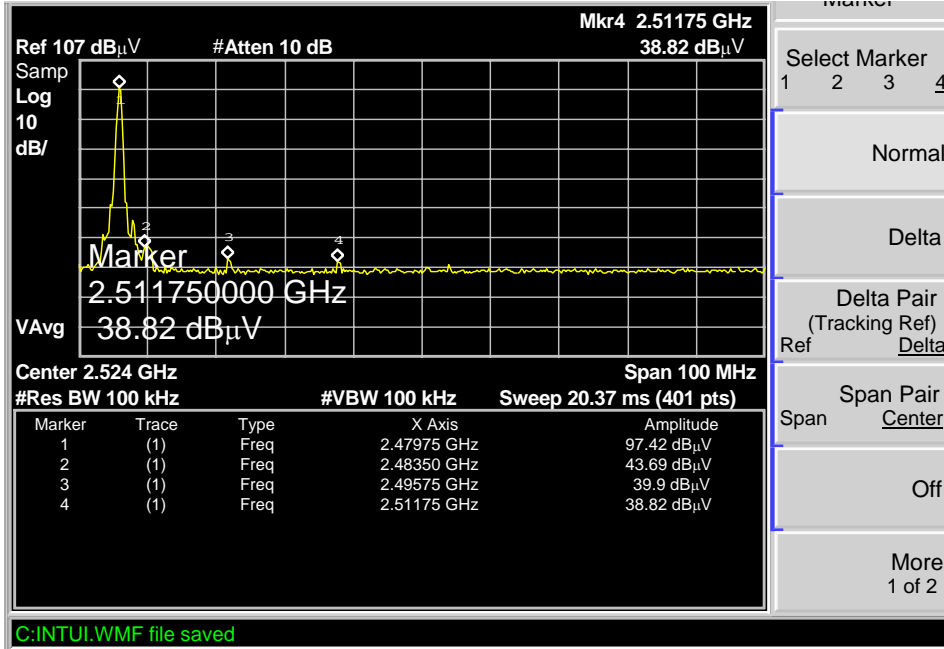 Mkr4 2.51175 GHz
Ref 107 dBμV #Atten 10 dB 38.82 dBμV
Samp
Log
10
dB/
VAvg
1
2
3
4
Marker
2.511750000 GHz
38.82 dBμV
Center 2.524 GHz Span 100 MHz
#Res BW 100 kHz #VBW 100 kHz Sweep 20.37 ms (401 pts)
Marker Trace Type X Axis Amplitude
1 (1) Freq 2.47975 GHz 97.42 dBμV
2 (1) Freq 2.48350 GHz 43.69 dBμV
3 (1) Freq 2.49575 GHz 39.9 dBμV
4 (1) Freq 2.51175 GHz 38.82 dBμV
C:INTUI.WMF file saved
Marker
Select Marker
1 2 3 4
Normal
Delta
Delta Pair
(Tracking Ref)
Ref Delta
Span Pair
Span Center
Off
More
1 of 2